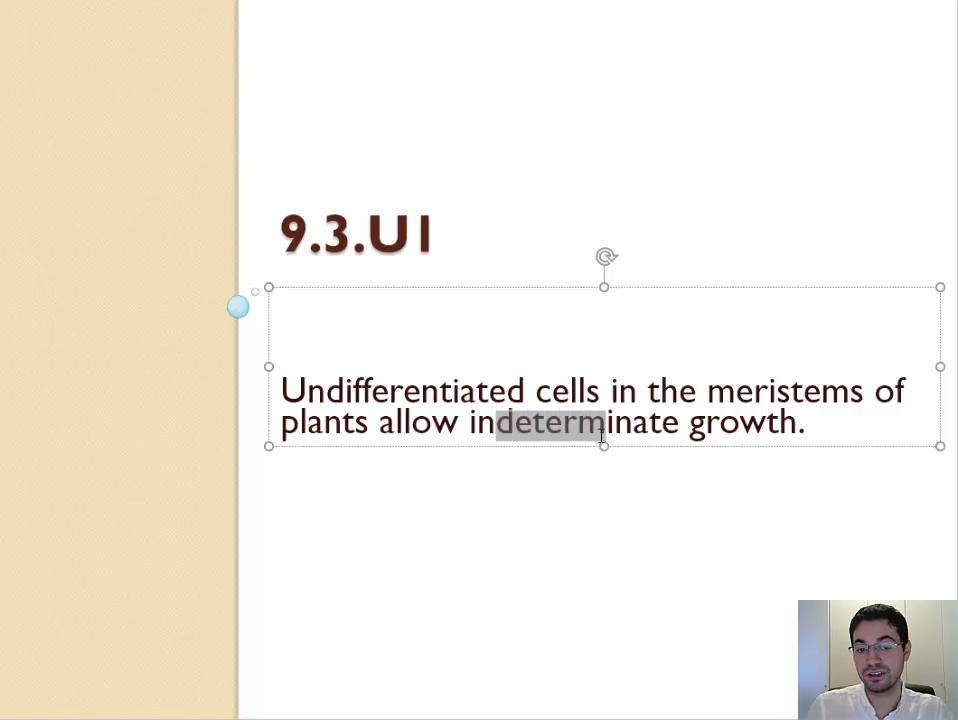 9.3.U1
Undifferentiated cells in the meristems of
plants allow indeterminate growth.